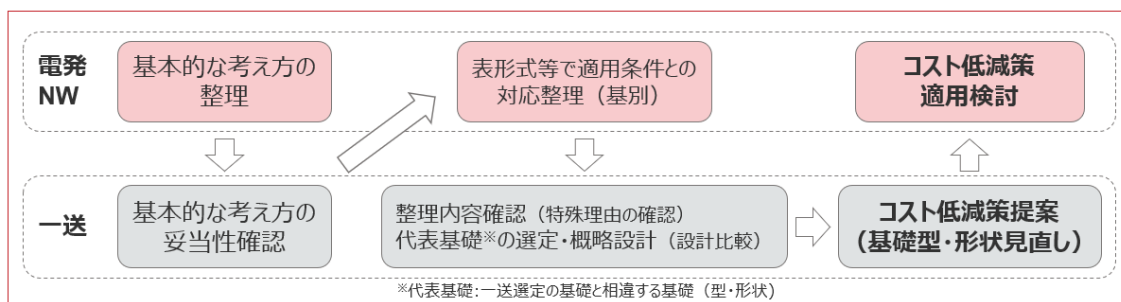 電発
NW
基本的な考え方の
整理
表形式等で適用条件との
対応整理（基別）
コスト低減策
適用検討
一送
基本的な考え方の
妥当性確認
整理内容確認（特殊理由の確認）
代表基礎※の選定・概略設計（設計比較）
コスト低減策提案
（基礎型・形状見直し）
※代表基礎：一送選定の基礎と相違する基礎（型・形状）